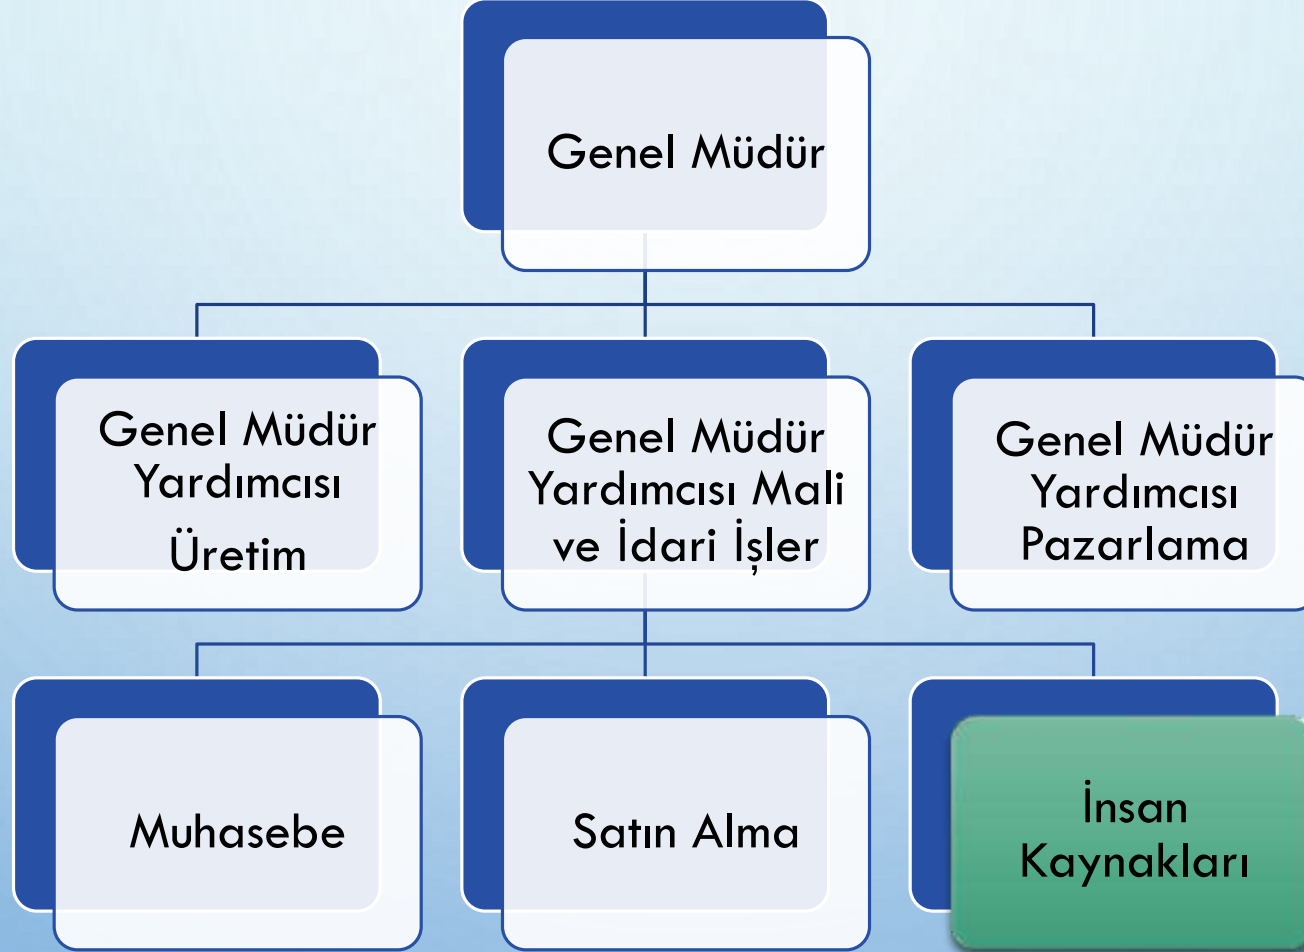 Genel Müdür
Genel Müdür
Yardımcısı
Üretim
Genel Müdür
Yardımcısı Mali
ve İdari İşler
Genel Müdür
Yardımcısı
Pazarlama
Muhasebe
Satın Alma
İnsan
Kaynakları